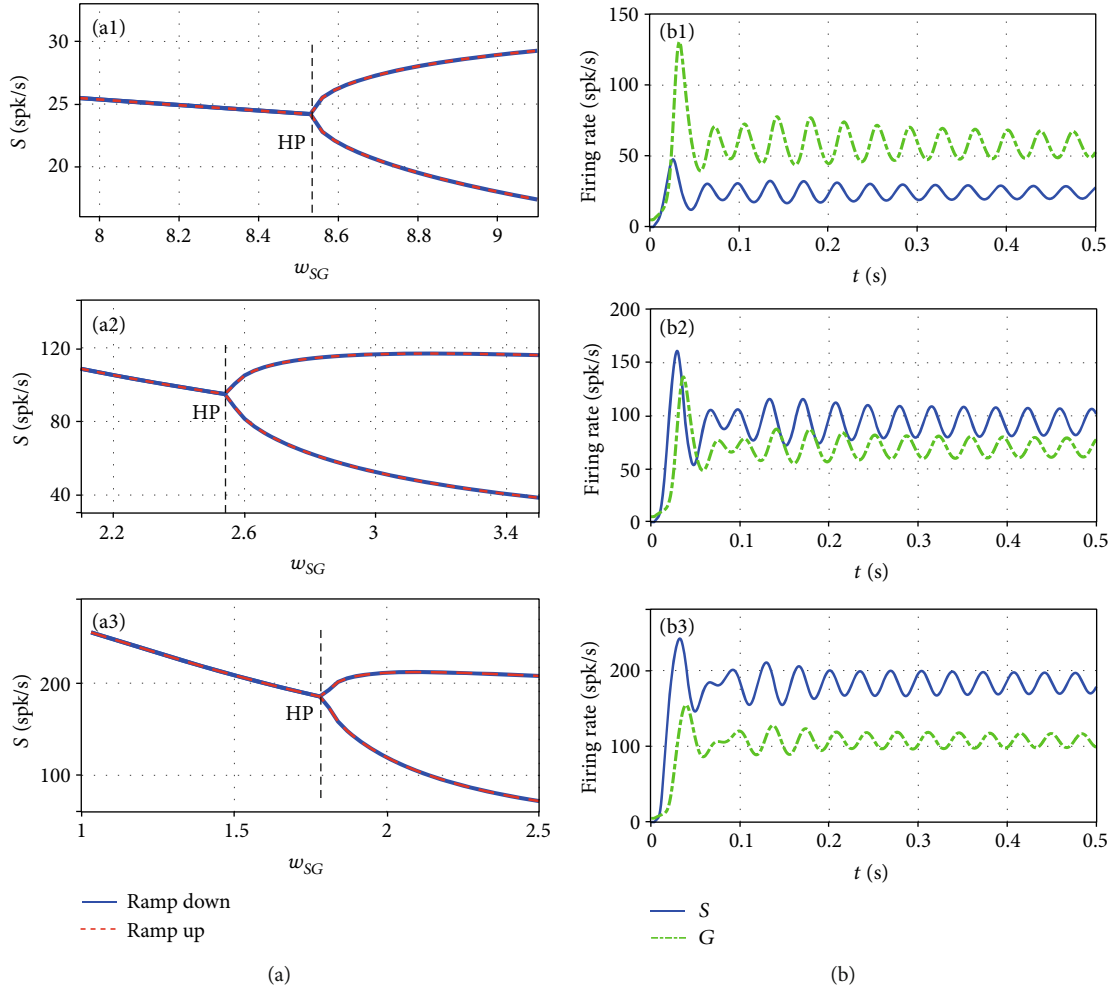 (a1)
30
25
20
S (spk/s)
HP
8
8.2
8.4
8.6
8.8
9
w_SG
(b1)
150
100
50
0
Firing rate (spk/s)
0
0.1
0.2
0.3
0.4
0.5
t (s)
(a2)
120
80
40
S (spk/s)
HP
2.2
2.6
3
3.4
w_SG
(b2)
200
150
100
50
0
Firing rate (spk/s)
0
0.1
0.2
0.3
0.4
0.5
t (s)
(a3)
200
100
S (spk/s)
HP
1
1.5
2
2.5
w_SG
(b3)
200
100
0
Firing rate (spk/s)
0
0.1
0.2
0.3
0.4
0.5
t (s)
Ramp down
Ramp up
S
G
(a)
(b)